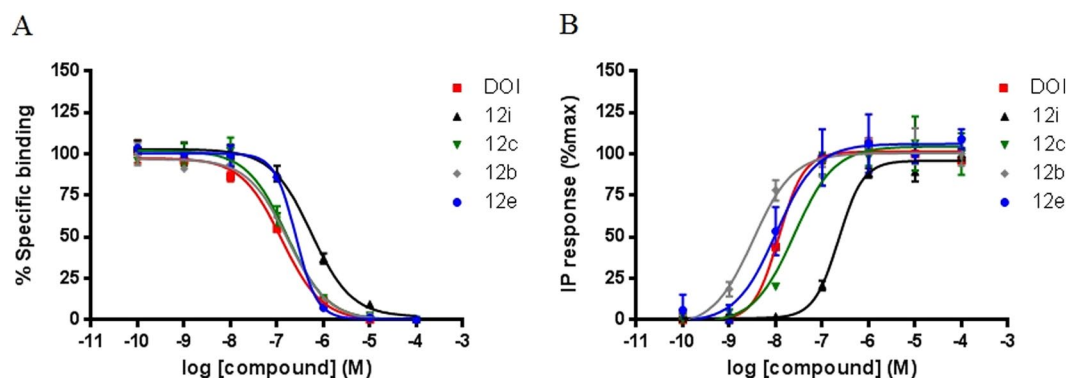 A
% Specific binding
150
125
100
75
50
25
0
-11 -10 -9 -8 -7 -6 -5 -4 -3
log [compound] (M)
DOI
12i
12c
12b
12e
B
IP response (%max)
150
125
100
75
50
25
0
-11 -10 -9 -8 -7 -6 -5 -4 -3
log [compound] (M)
DOI
12i
12c
12b
12e